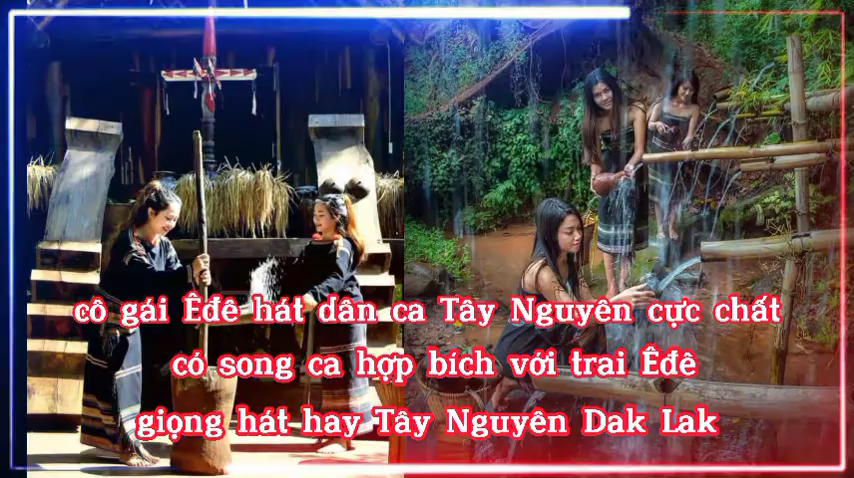 cô gái Êđê hát dân ca Tây Nguyên cực chất
có song ca hợp bích với trai Êđê
giọng hát hay Tây Nguyên Dak Lak